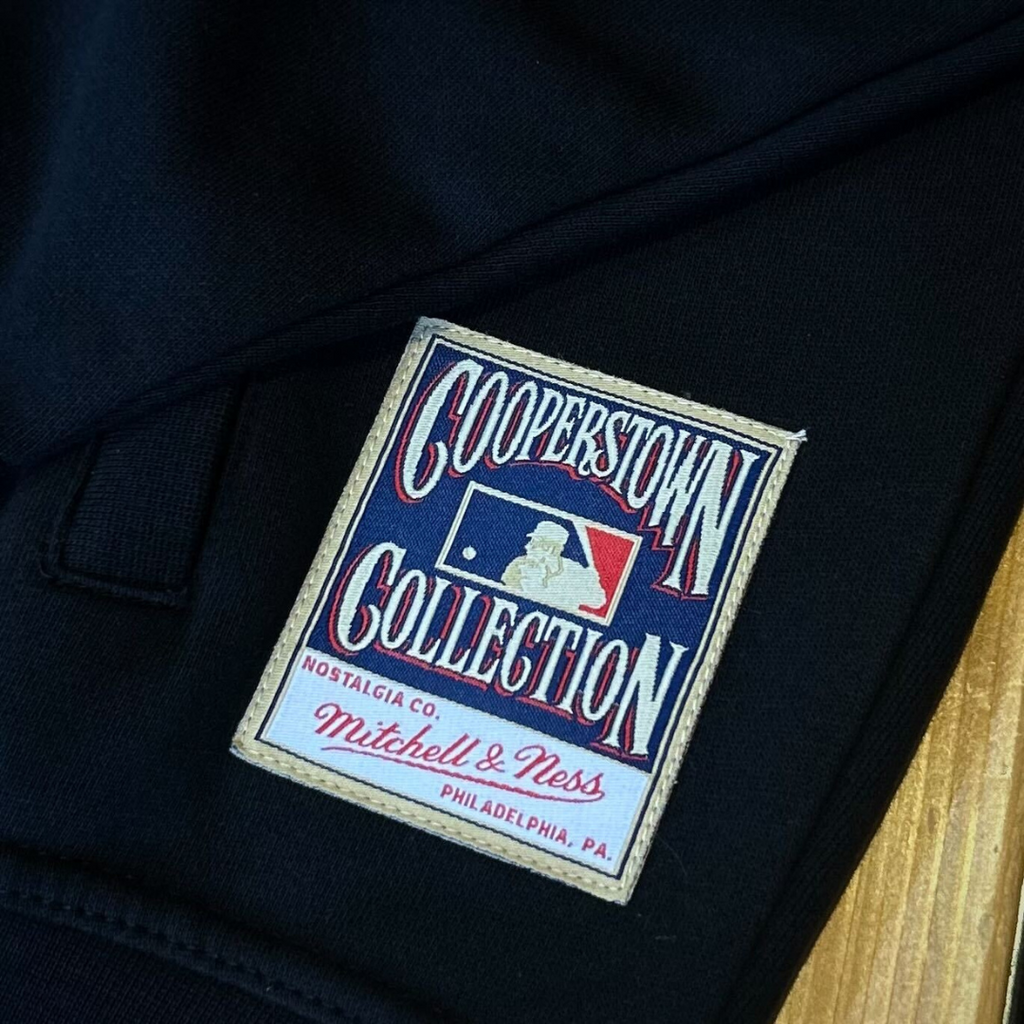 COOPERSTOWN
COLLECTION
NOSTALGIA CO.
Mitchell & Ness
PHILADELPHIA, PA.